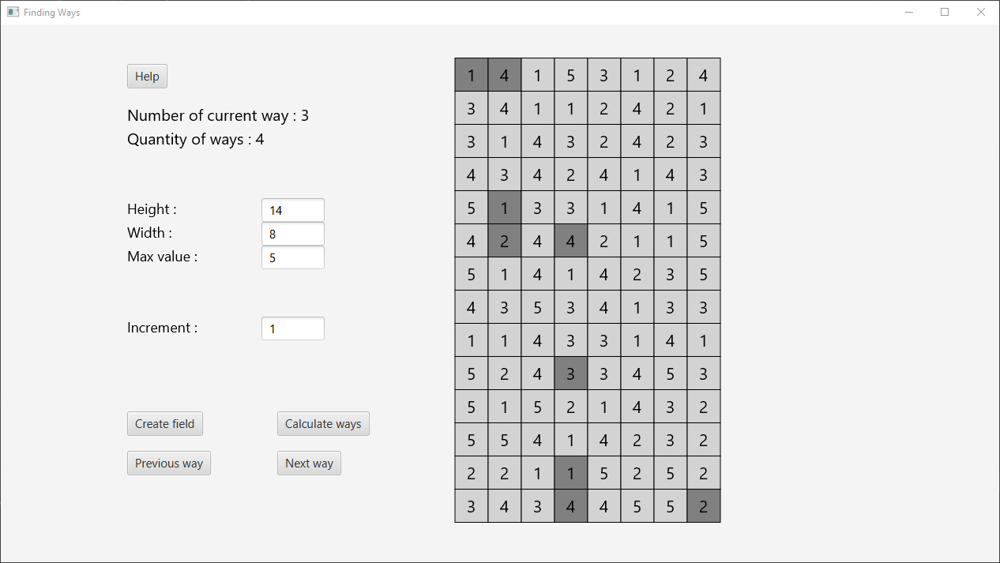 Finding Ways
Help
Number of current way : 3
Quantity of ways : 4
Height : 14
Width : 8
Max value : 5
Increment : 1
Create field Calculate ways
Previous way Next way
1 4 1 5 3 1 2 4
3 4 1 1 2 4 2 1
3 1 4 3 2 4 2 3
4 3 4 2 4 1 4 3
5 1 3 3 1 4 1 5
4 2 4 4 2 1 1 5
5 1 4 1 4 2 3 5
4 3 5 3 4 1 3 3
1 1 4 3 3 1 4 1
5 2 4 3 3 4 5 3
5 1 5 2 1 4 3 2
5 5 4 1 4 2 3 2
2 2 1 1 5 2 5 2
3 4 3 4 4 5 5 2